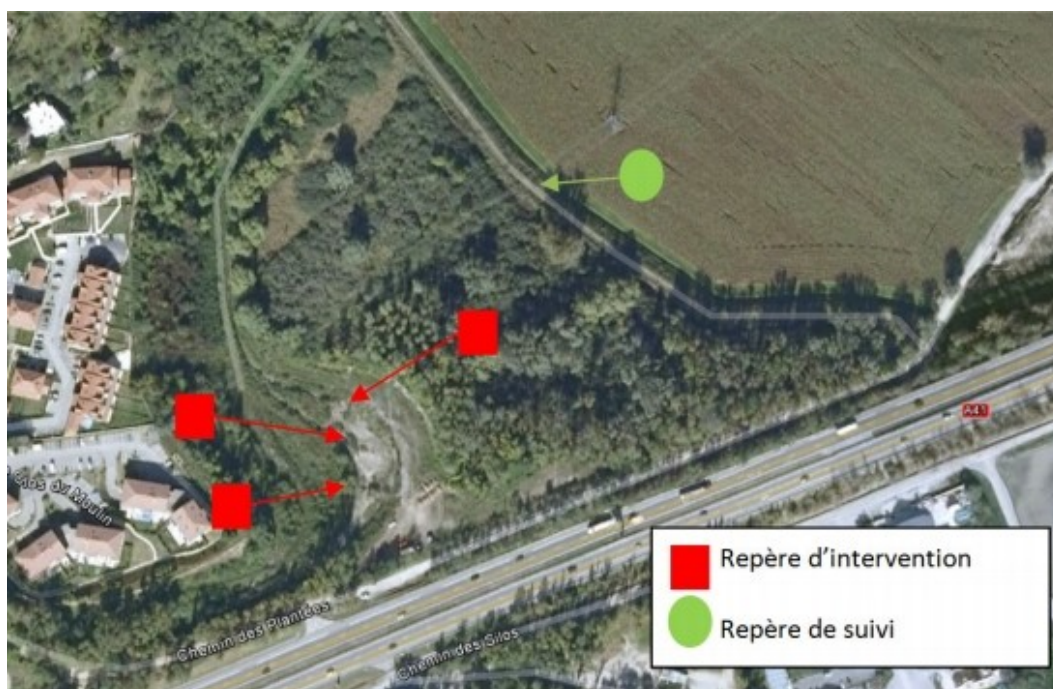 A41
Clos du Moulin
Chemin des Plantées
Chemin des Silos
Repère d'intervention
Repère de suivi